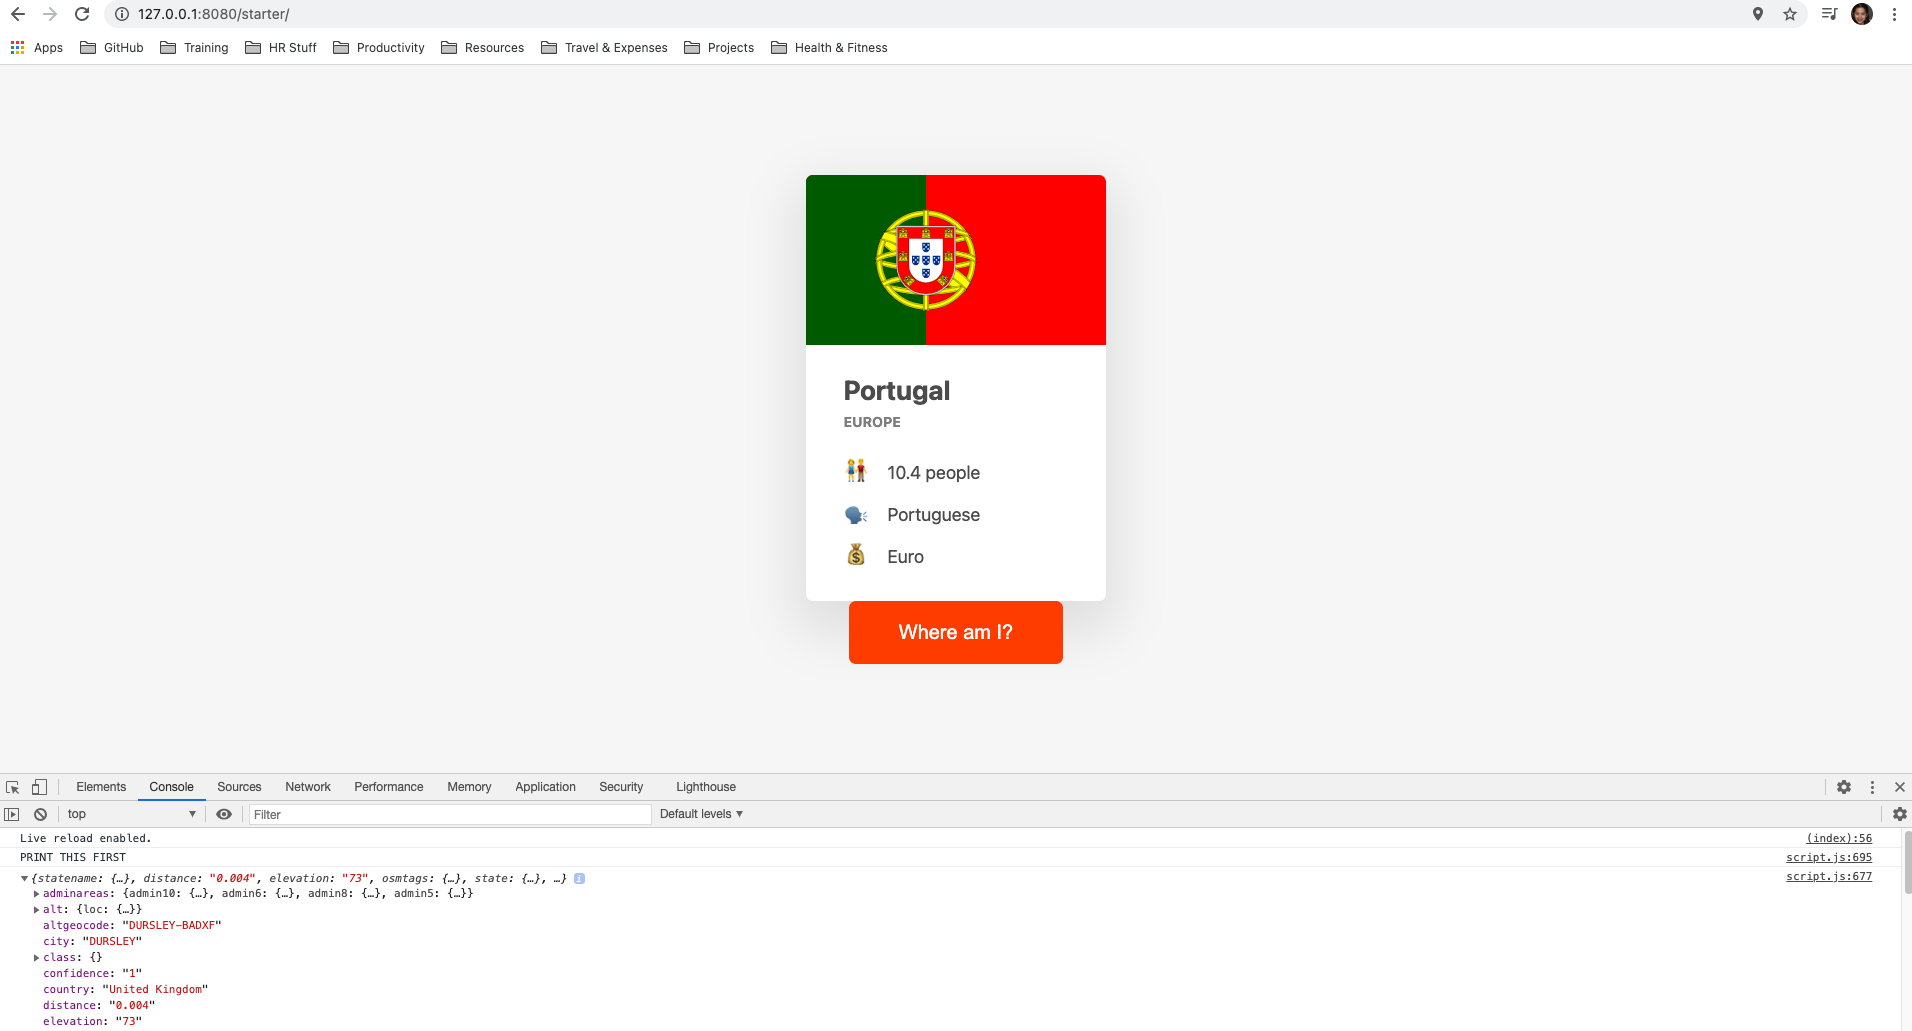 127.0.0.1:8080/starter/
Apps GitHub Training HR Stuff Productivity Resources Travel & Expenses Projects Health & Fitness
Portugal
EUROPE
10.4 people
Portuguese
Euro
Where am I?
Elements Console Sources Network Performance Memory Application Security Lighthouse
top Filter Default levels
Live reload enabled. (index):56
PRINT THIS FIRST script.js:695
{statename: {…}, distance: "0.004", elevation: "73", osmtags: {…}, state: {…}, …} script.js:677
adminareas: {admin10: {…}, admin6: {…}, admin8: {…}, admin5: {…}}
alt: {loc: {…}}
altgeocode: "DURSLEY-BADXF"
city: "DURSLEY"
class: {}
confidence: "1"
country: "United Kingdom"
distance: "0.004"
elevation: "73"